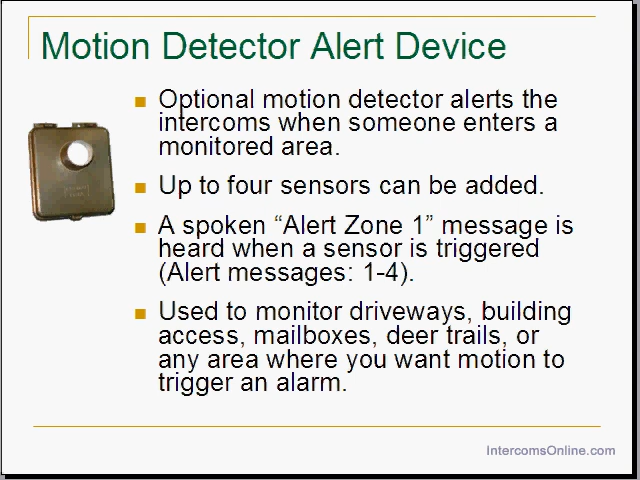 Motion Detector Alert Device
Optional motion detector alerts the
intercoms when someone enters a
monitored area.
Up to four sensors can be added.
A spoken “Alert Zone 1” message is
heard when a sensor is triggered
(Alert messages: 1-4).
Used to monitor driveways, building
access, mailboxes, deer trails, or
any area where you want motion to
trigger an alarm.
IntercomsOnline.com